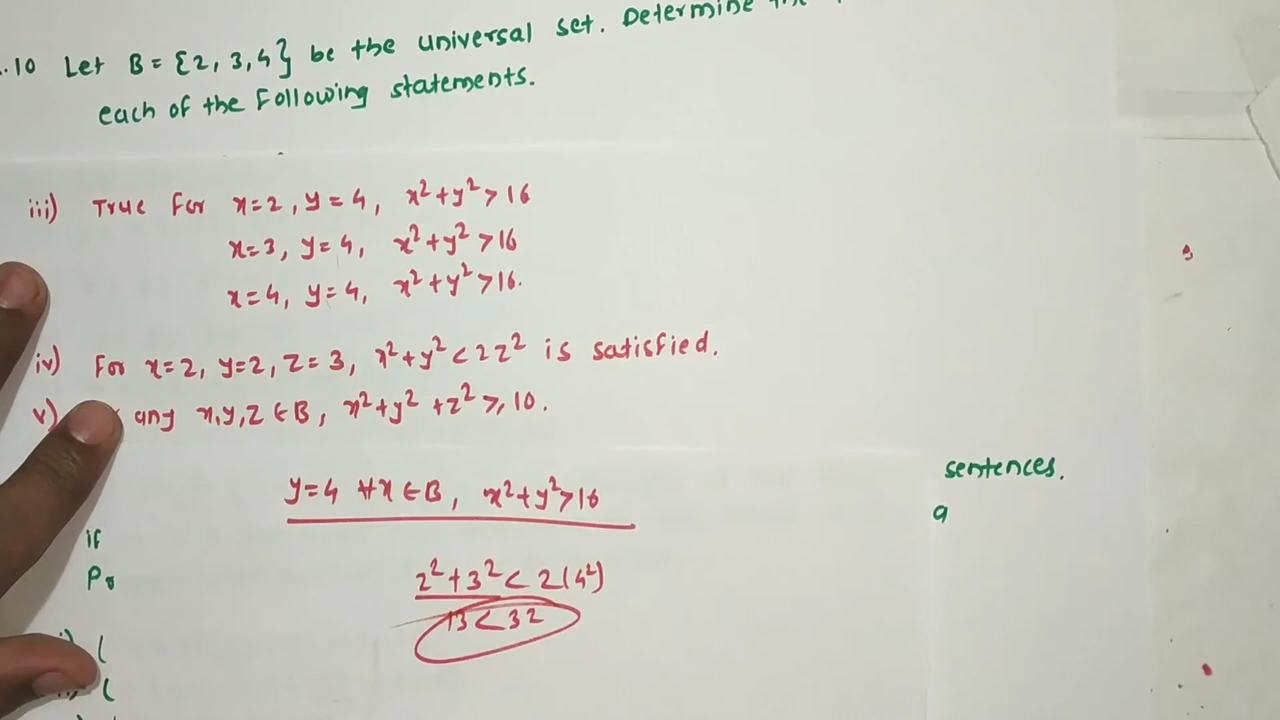 .10 Let B = {2, 3, 4} be the universal set. Determine the
each of the Following statements.
iii) True For x=2, y=4, x²+y²>16
x=3, y=4, x²+y²>16
x=4, y=4, x²+y²>16.
iv) For x=2, y=2, z=3, x²+y²<2z² is satisfied.
v) any x,y,z ∈ B, x²+y²+z² ⩾ 10.
sentences.
y=4 ∀x∈B, x²+y²>16
a
if
2²+3² < 2(4²)
13 < 32
i) (
(